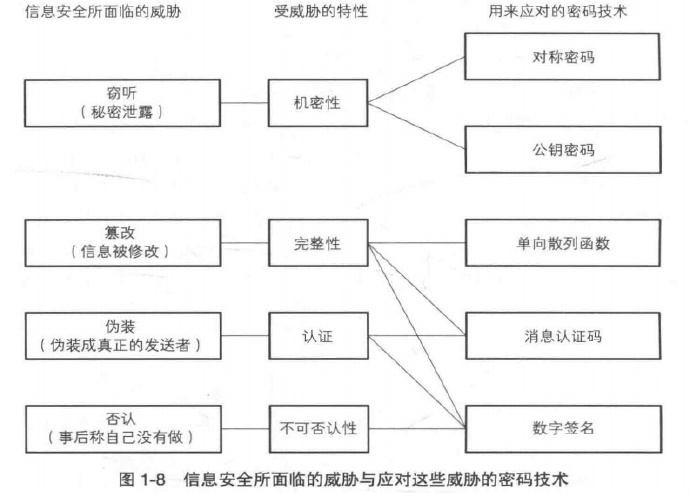 信息安全所面临的威胁 受威胁的特性 用来应对的密码技术
窃听
（秘密泄露）
机密性
对称密码
公钥密码
篡改
（信息被修改）
完整性
单向散列函数
伪装
（伪装成真正的发送者）
认证
消息认证码
否认
（事后称自己没有做）
不可否认性
数字签名
图 1-8 信息安全所面临的威胁与应对这些威胁的密码技术